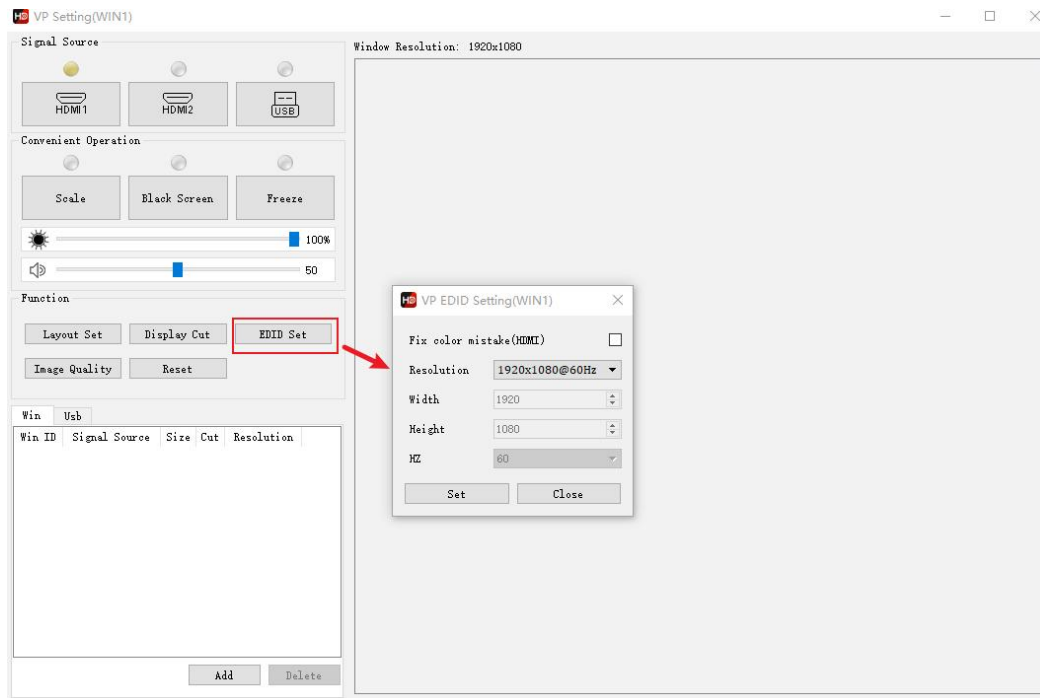 HD VP Setting(WIN1)
Signal Source
HDMI1 HDMI2 USB
Convenient Operation
Scale Black Screen Freeze
100%
50
Function
Layout Set Display Cut EDID Set
Image Quality Reset
Win Usb
Win ID Signal Source Size Cut Resolution
Add Delete
Window Resolution: 1920x1080
HD VP EDID Setting(WIN1)
Fix color mistake(HDMI)
Resolution 1920x1080@60Hz
Width 1920
Height 1080
HZ 60
Set Close